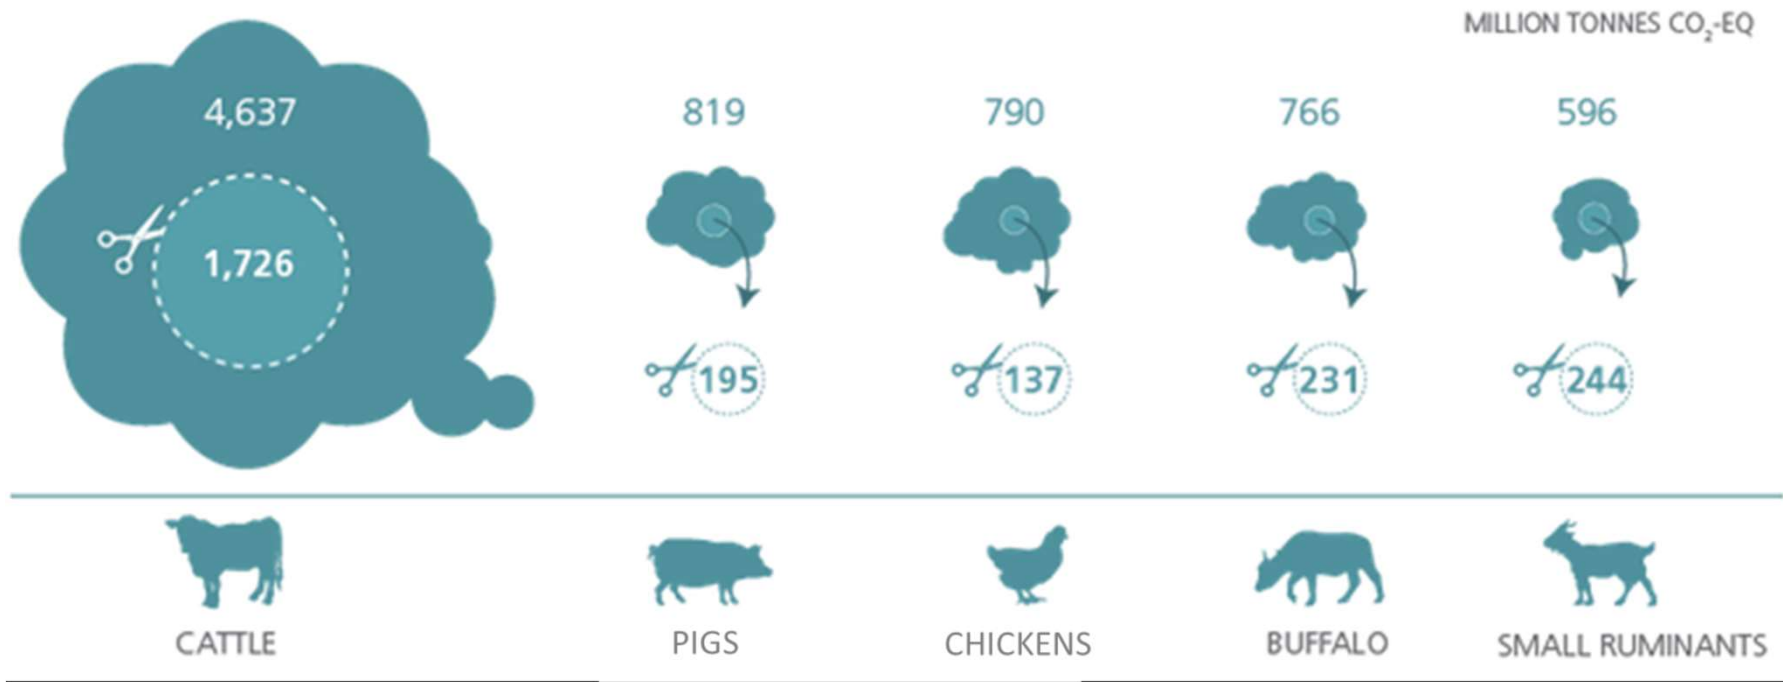 MILLION TONNES CO₂-EQ
4,637
819
790
766
596
1,726
195
137
231
244
CATTLE
PIGS
CHICKENS
BUFFALO
SMALL RUMINANTS